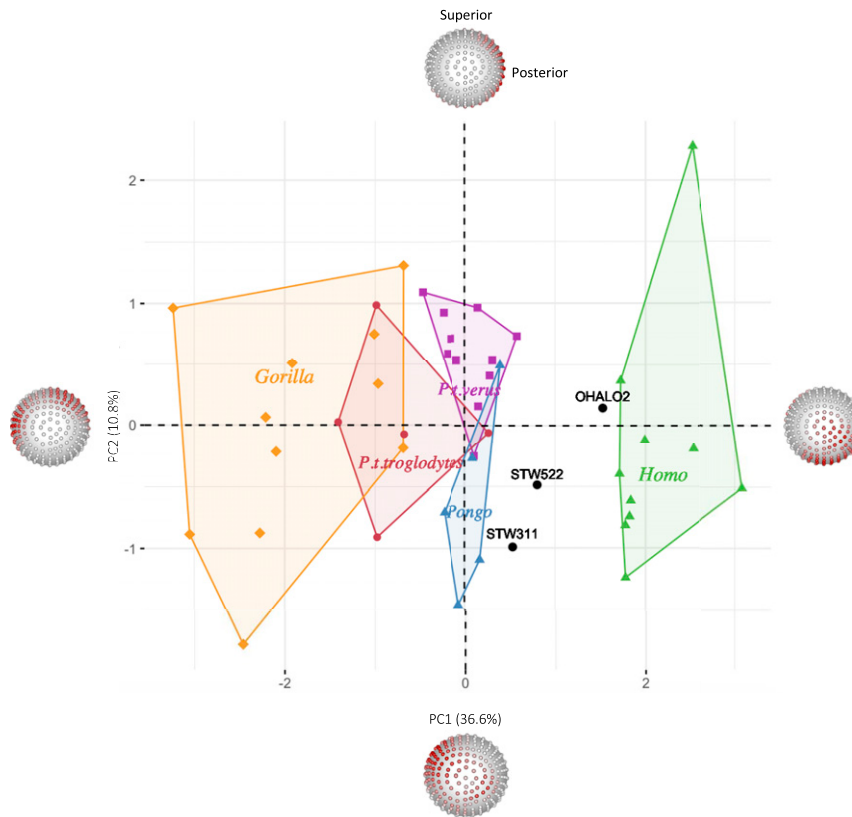 Superior
Posterior
2
1
OHALO2
Gorilla
P.t.verus
PC2 (10.8%)
0
P.t.troglodytes
STW522
Homo
Pongo
STW311
-1
-2
0
2
PC1 (36.6%)